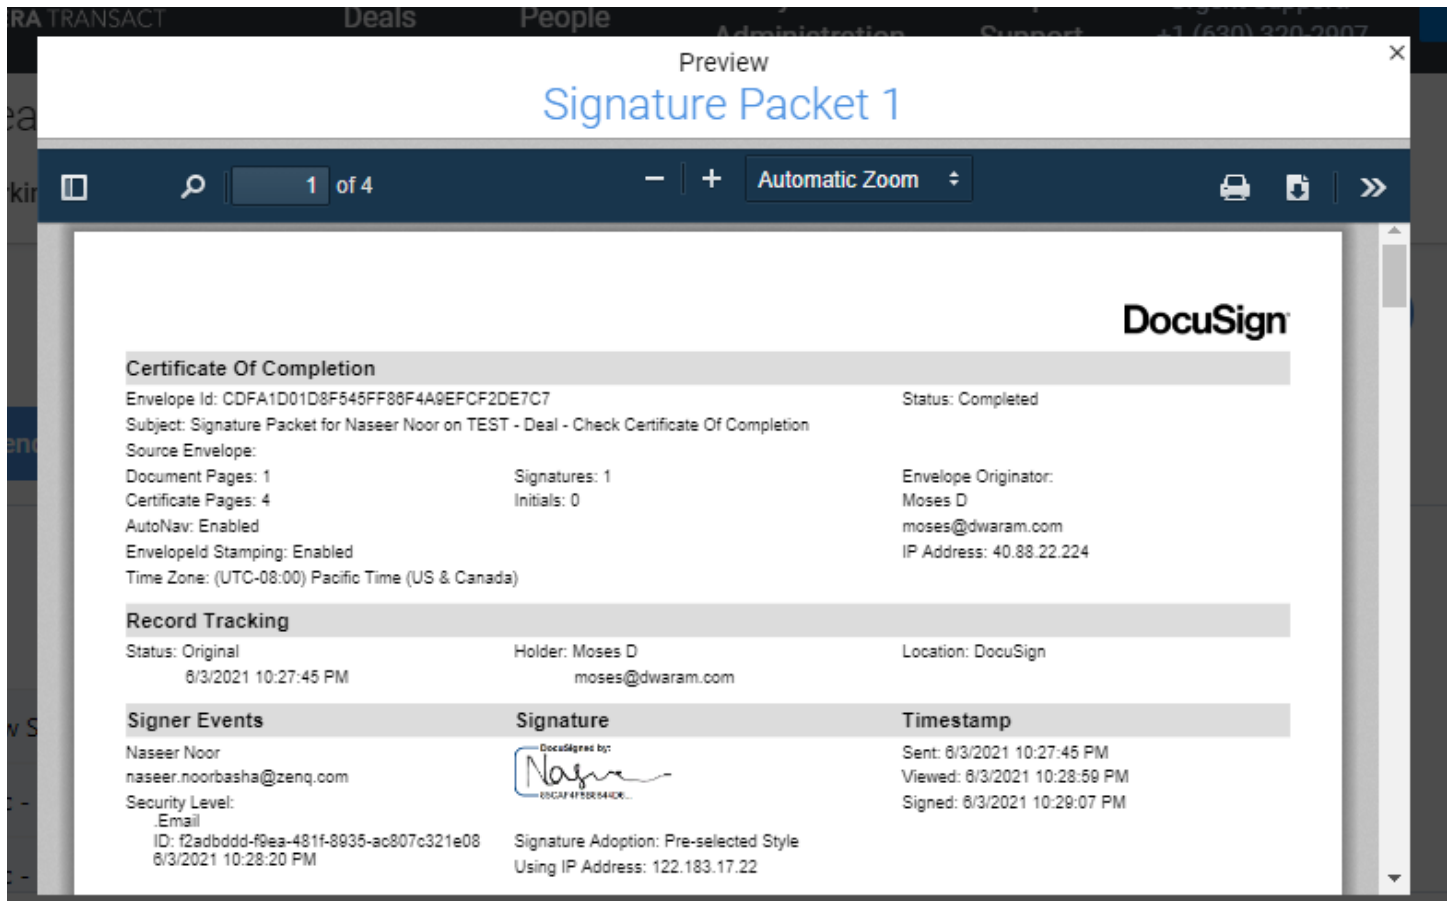 RA TRANSACT
Deals
People
Administration
Support
+1 (630) 320-2907
Preview
×
Signature Packet 1
1 of 4
Automatic Zoom
DocuSign
Certificate Of Completion
Envelope Id: CDFA1D01D8F545FF86F4A9EFCF2DE7C7
Status: Completed
Subject: Signature Packet for Naseer Noor on TEST - Deal - Check Certificate Of Completion
Source Envelope:
Document Pages: 1
Signatures: 1
Envelope Originator:
Certificate Pages: 4
Initials: 0
Moses D
AutoNav: Enabled
moses@dwaram.com
EnvelopeId Stamping: Enabled
IP Address: 40.88.22.224
Time Zone: (UTC-08:00) Pacific Time (US & Canada)
Record Tracking
Status: Original
Holder: Moses D
Location: DocuSign
6/3/2021 10:27:45 PM
moses@dwaram.com
Signer Events
Signature
Timestamp
Naseer Noor
DocuSigned by:
Sent: 6/3/2021 10:27:45 PM
naseer.noorbasha@zenq.com
Viewed: 6/3/2021 10:28:59 PM
Security Level:
Signed: 6/3/2021 10:29:07 PM
.Email
ID: f2adbddd-f9ea-481f-8935-ac807c321e08
Signature Adoption: Pre-selected Style
6/3/2021 10:28:20 PM
Using IP Address: 122.183.17.22